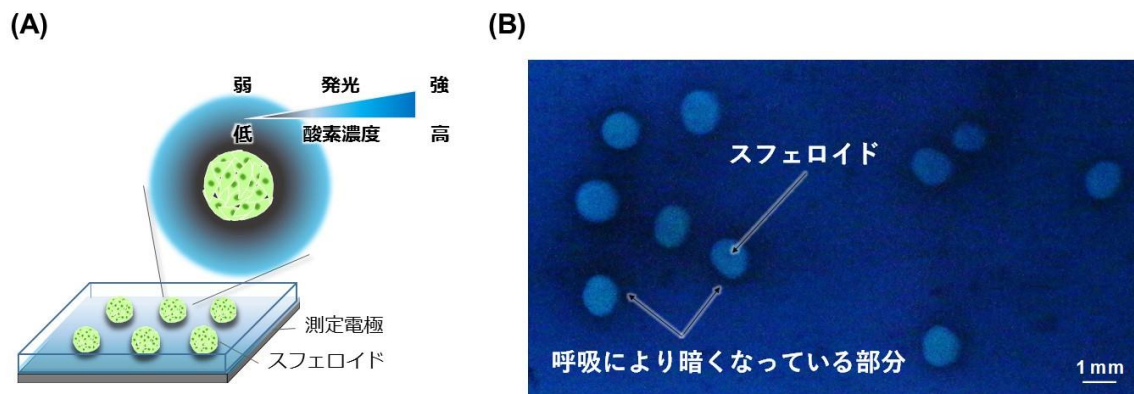 (A)
弱 発光 強
低 酸素濃度 高
測定電極
スフェロイド
(B)
スフェロイド
呼吸により暗くなっている部分
1 mm